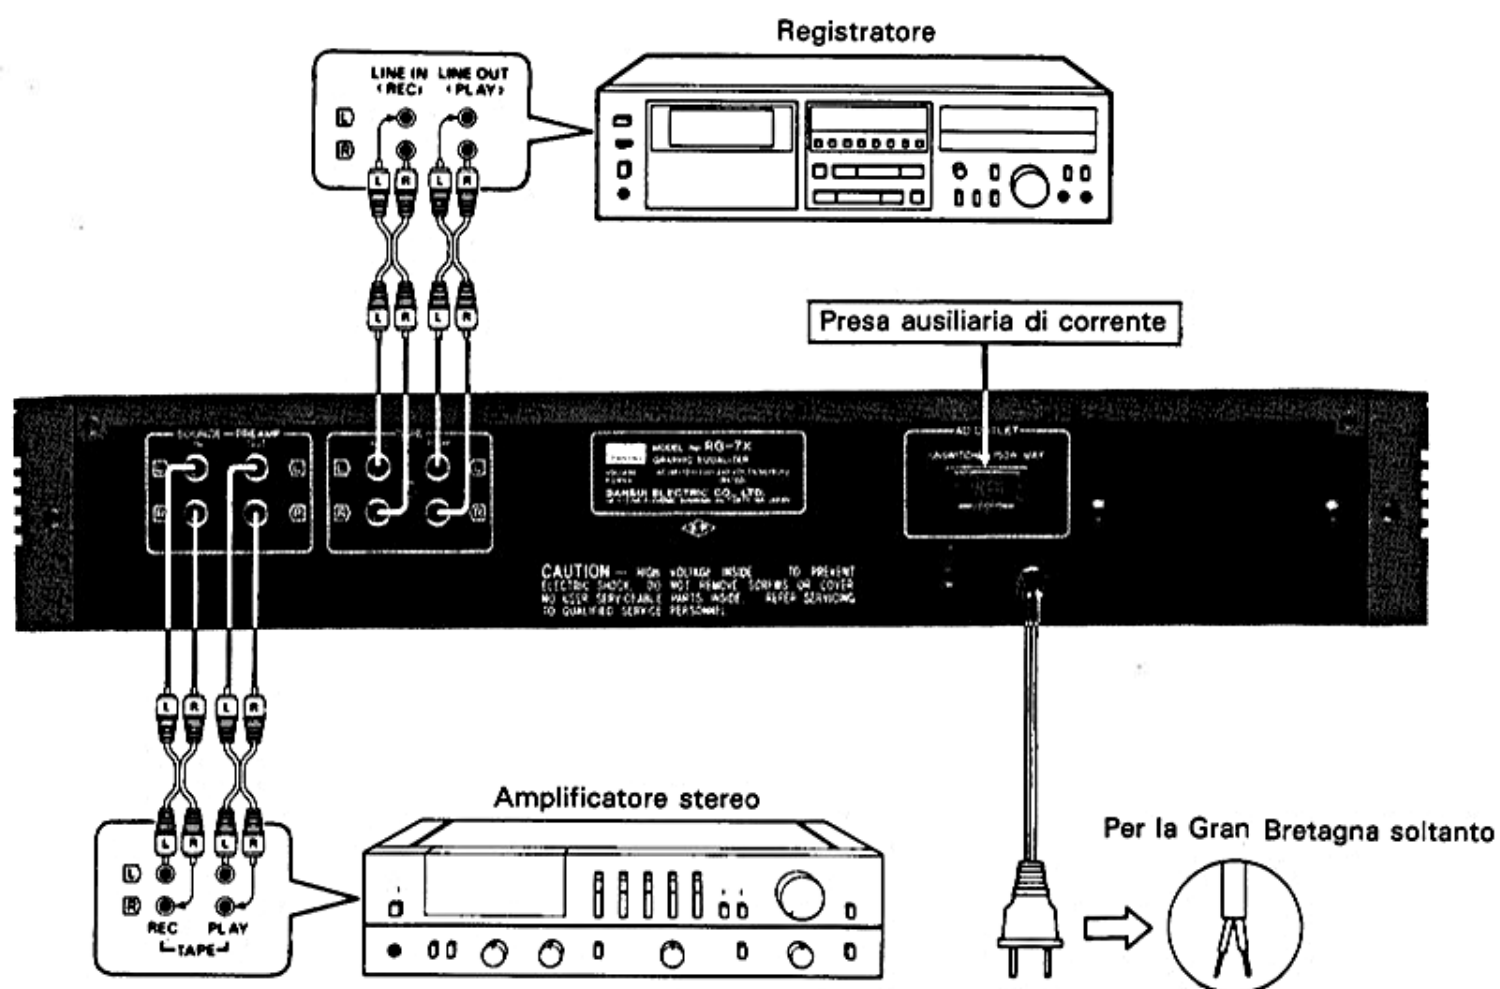 Registratore
LINE IN LINE OUT
(REC) (PLAY)
L
R
L R L R
L R L R
Presa ausiliaria di corrente
SOURCE PREAMP
AC OUTLET
MODEL No. RG-7X
GRAPHIC EQUALIZER
SANSUI ELECTRIC CO., LTD.
L
L
L
L
R
R
R
R
CAUTION — HIGH VOLTAGE INSIDE. TO PREVENT
ELECTRIC SHOCK, DO NOT REMOVE SCREWS OR COVER
NO USER SERVICEABLE PARTS INSIDE. REFER SERVICING
TO QUALIFIED SERVICE PERSONNEL
L R L R
Amplificatore stereo
Per la Gran Bretagna soltanto
L R L R
L
R
REC PLAY
TAPE